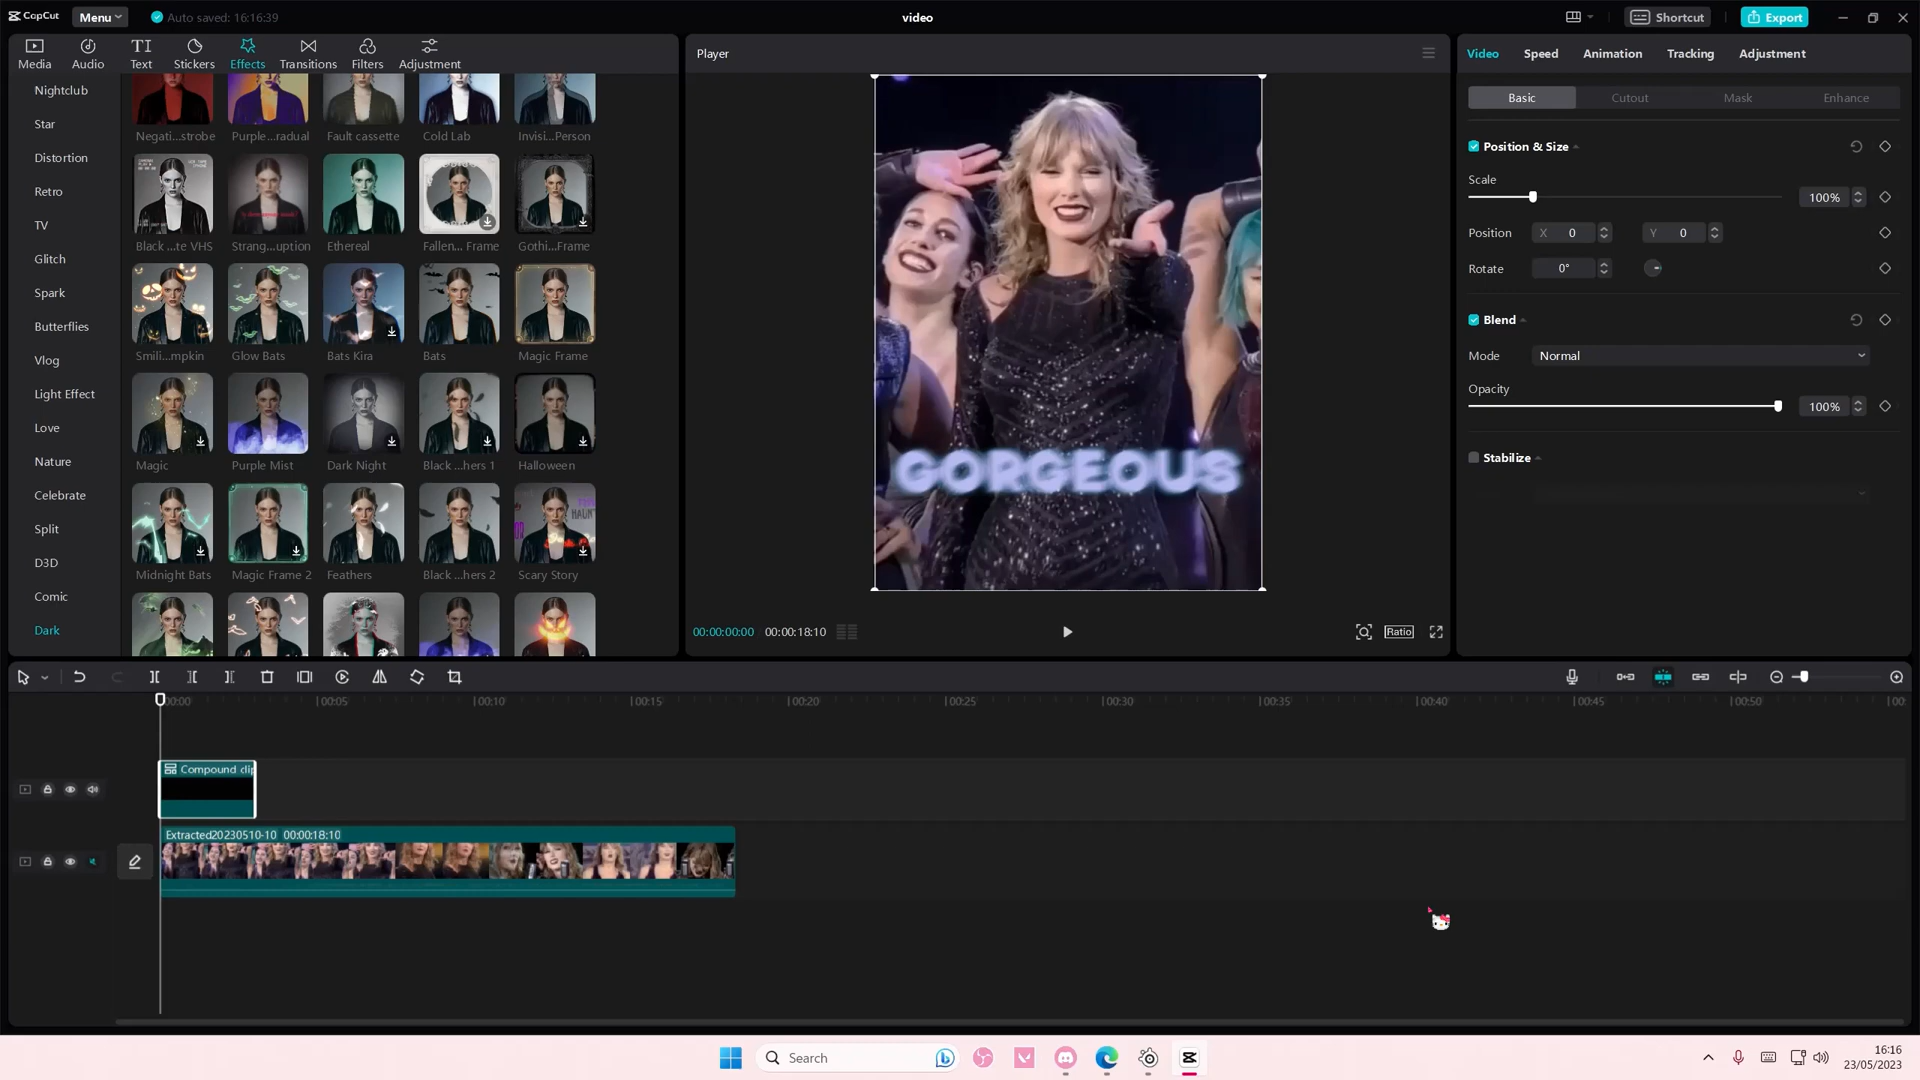 CapCut Menu Auto saved: 16:16:39 video Shortcut Export
Media Audio Text Stickers Effects Transitions Filters Adjustment
Player
Video Speed Animation Tracking Adjustment
Basic Cutout Mask Enhance
Nightclub
Star
Distortion
Retro
TV
Glitch
Spark
Butterflies
Vlog
Light Effect
Love
Nature
Celebrate
Split
D3D
Comic
Dark
Negati...strobe Purple...radual Fault cassette Cold Lab Invisi...Person
Black ...te VHS Strang...uption Ethereal Fallen... Frame Gothi...Frame
Smili...mpkin Glow Bats Bats Kira Bats Magic Frame
Magic Purple Mist Dark Night Black ...hers 1 Halloween
Midnight Bats Magic Frame 2 Feathers Black ...hers 2 Scary Story
GORGEOUS
00:00:00:00 00:00:18:10 Ratio
Position & Size
Scale
100%
Position X 0 Y 0
Rotate 0°
Blend
Mode Normal
Opacity
100%
Stabilize
00:00 00:05 00:10 00:15 00:20 00:25 00:30 00:35 00:40 00:45 00:50 00:
Compound clip
Extracted20230510-10 00:00:18:10
Search
16:16
23/05/2023